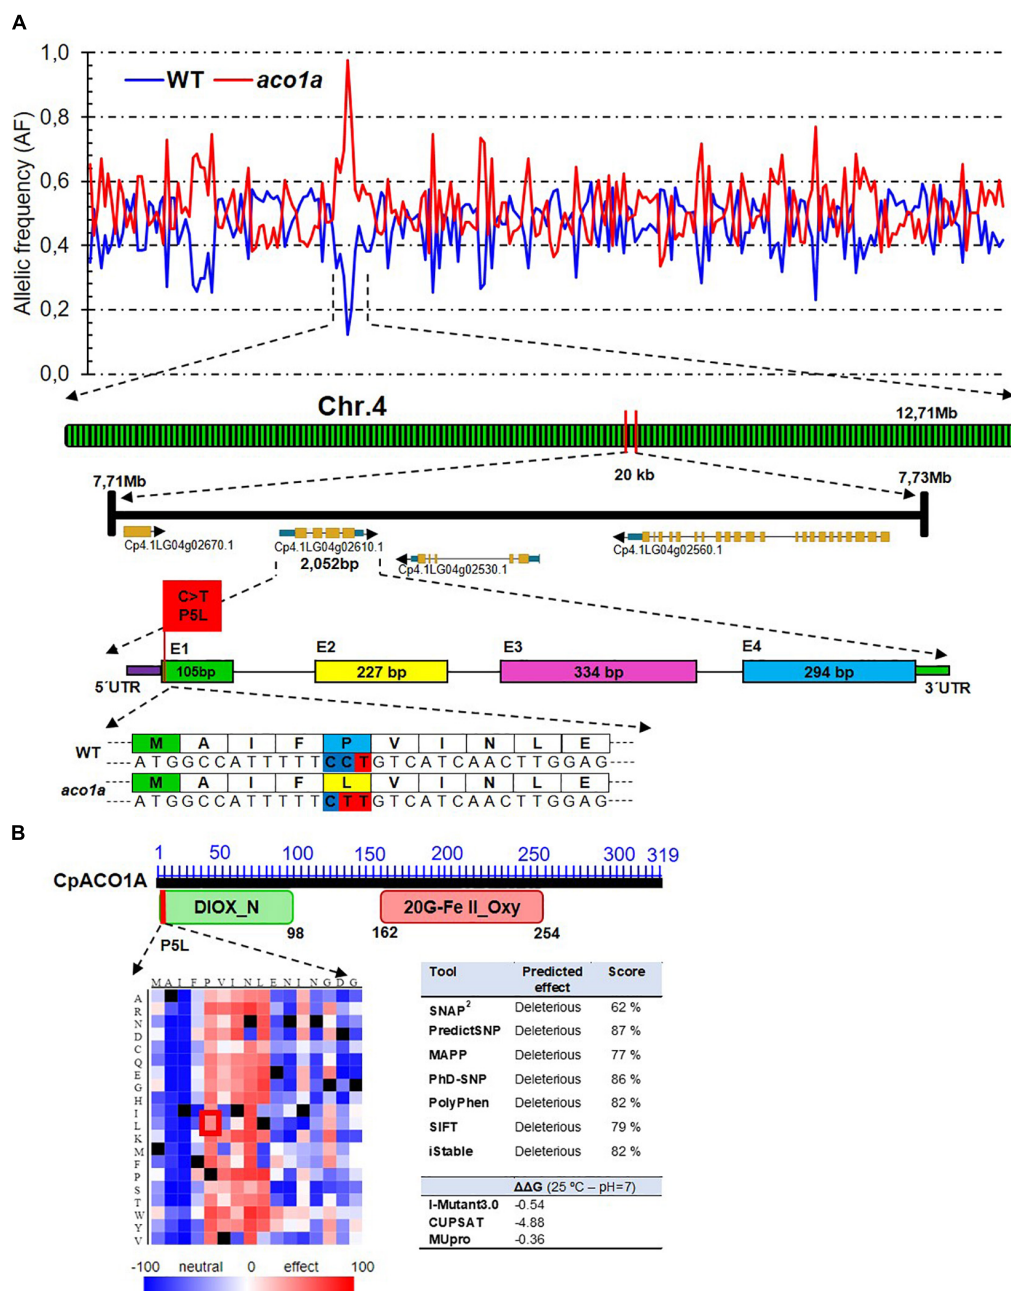 A
1,0
0,8
0,6
0,4
0,2
0,0
Allelic frequency (AF)
WT aco1a
Chr.4
12,71Mb
7,71Mb
20 kb
7,73Mb
Cp4.1LG04g02670.1
Cp4.1LG04g02610.1
2,052bp
Cp4.1LG04g02530.1
Cp4.1LG04g02560.1
C>T
P5L
E1 E2 E3 E4
105bp 227 bp 334 bp 294 bp
5´UTR 3´UTR
M A I F P V I N L E
WT
A T G G C C A T T T T T C C T G T C A T C A A C T T G G A G
M A I F L V I N L E
aco1a
A T G G C C A T T T T T C T T G T C A T C A A C T T G G A G
B
1 50 100 150 200 250 300 319
CpACO1A
DIOX_N 20G-Fe II_Oxy
98 162 254
P5L
M A I F P V I N L E N I N G D G
A
R
N
D
C
Q
E
G
H
I
L
K
M
F
P
S
T
W
Y
V
-100 neutral 0 effect 100
Tool Predicted effect Score
SNAP2 Deleterious 62 %
PredictSNP Deleterious 87 %
MAPP Deleterious 77 %
PhD-SNP Deleterious 86 %
PolyPhen Deleterious 82 %
SIFT Deleterious 79 %
iStable Deleterious 82 %
ΔΔG (25 ºC – pH=7)
I-Mutant3.0 -0.54
CUPSAT -4.88
MUpro -0.36